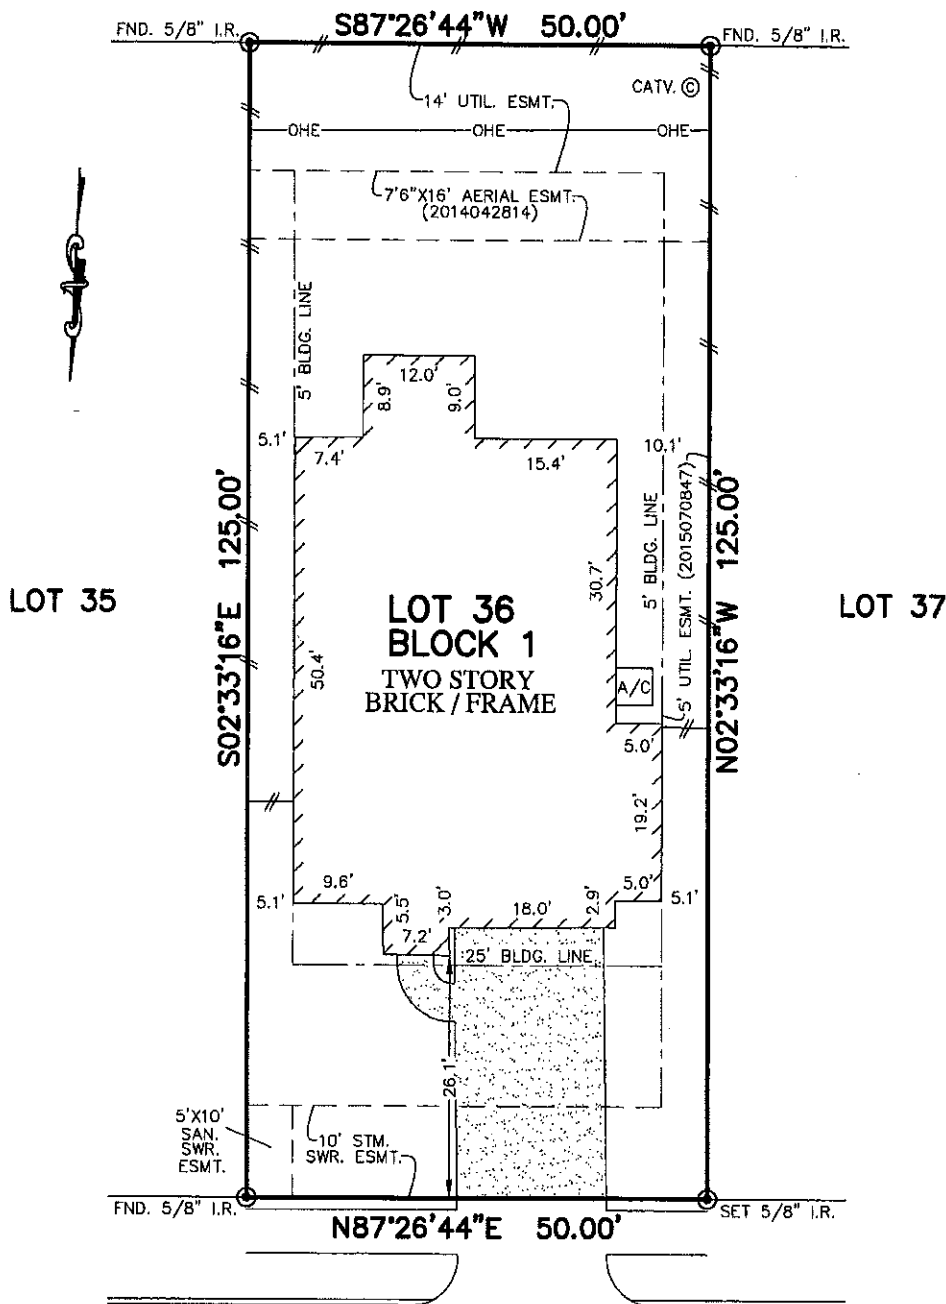 S87°26'44"W 50.00'
FND. 5/8" I.R.
FND. 5/8" I.R.
CATV. ©
14' UTIL. ESMT.
OHE OHE OHE
7'6"X16' AERIAL ESMT.
(2014042814)
5' BLDG. LINE
12.0'
8.9'
9.0'
5.1'
7.4'
15.4'
10.1'
S02°33'16"E 125.00'
N02°33'16"W 125.00'
5' BLDG. LINE
5' UTIL. ESMT. (2015070847)
30.7'
50.4'
LOT 35
LOT 36
BLOCK 1
TWO STORY
BRICK / FRAME
LOT 37
A/C
5.0'
19.2'
9.6'
5.1'
5.5'
3.0'
18.0'
2.9'
5.0'
5.1'
7.2'
25' BLDG. LINE
26.1'
5'X10'
SAN.
SWR.
ESMT.
10' STM.
SWR. ESMT.
FND. 5/8" I.R.
SET 5/8" I.R.
N87°26'44"E 50.00'